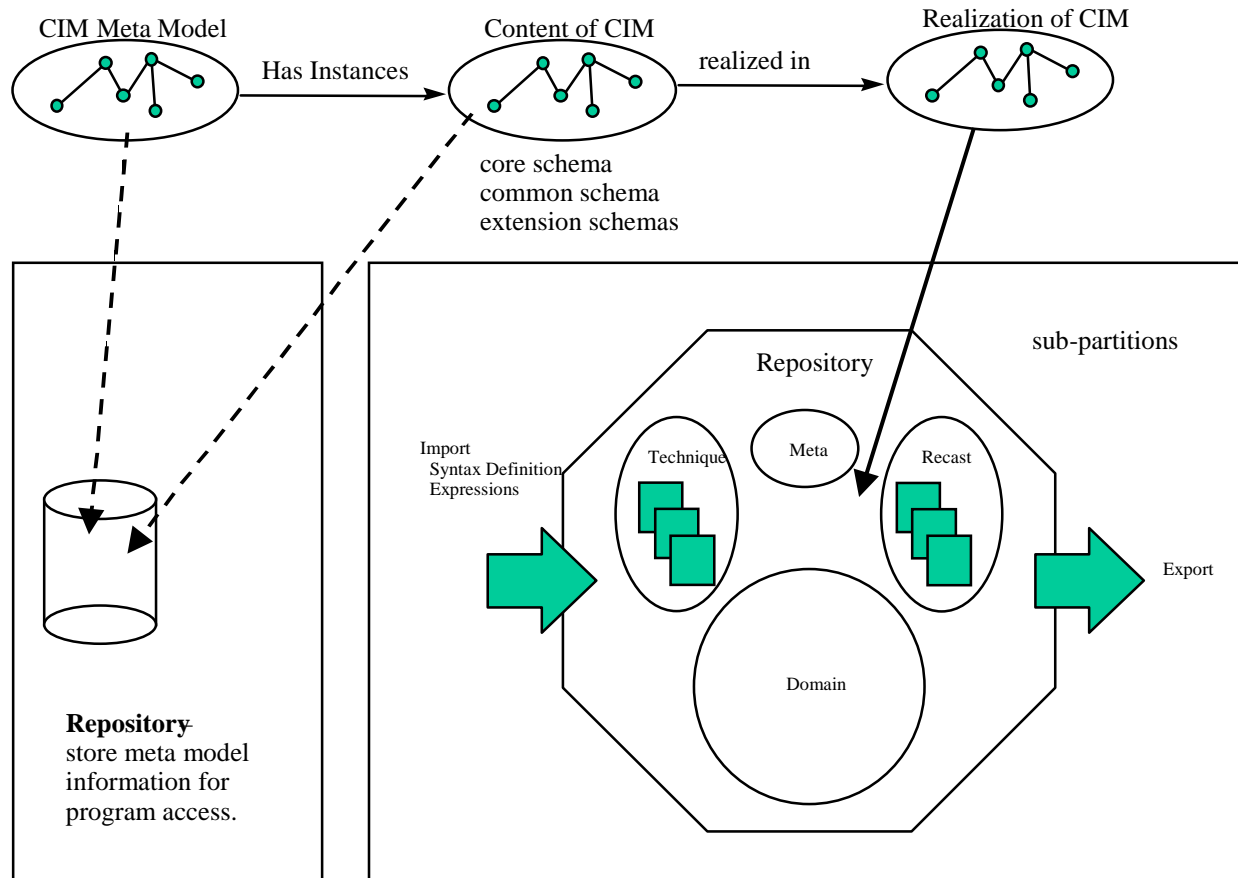 CIM Meta Model
Content of CIM
Realization of CIM
Has Instances
realized in
core schema
common schema
extension schemas
sub-partitions
Repository
Import
Syntax Definition
Expressions
Technique
Meta
Recast
Export
Domain
Repository–
store meta model
information for
program access.